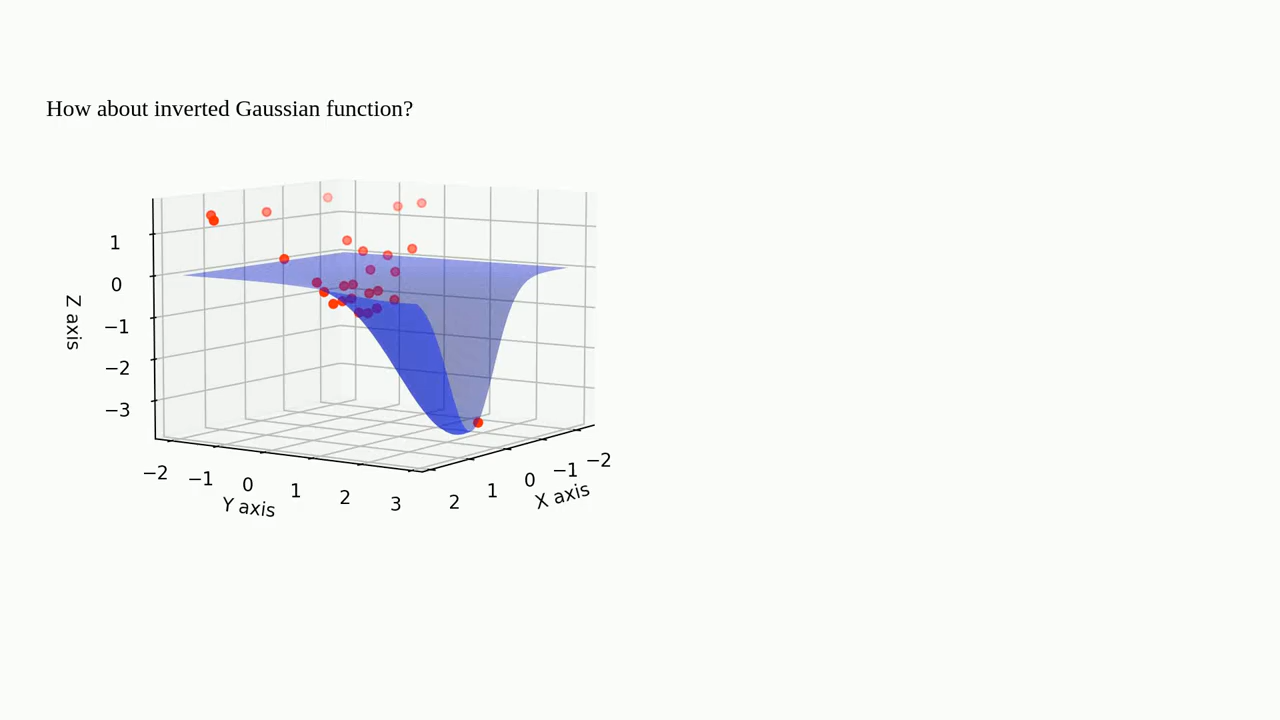 How about inverted Gaussian function?
1
0
−1
−2
−3
Z axis
−2 −1 0 1 2 3
Y axis
2 1 0 −1 −2
X axis